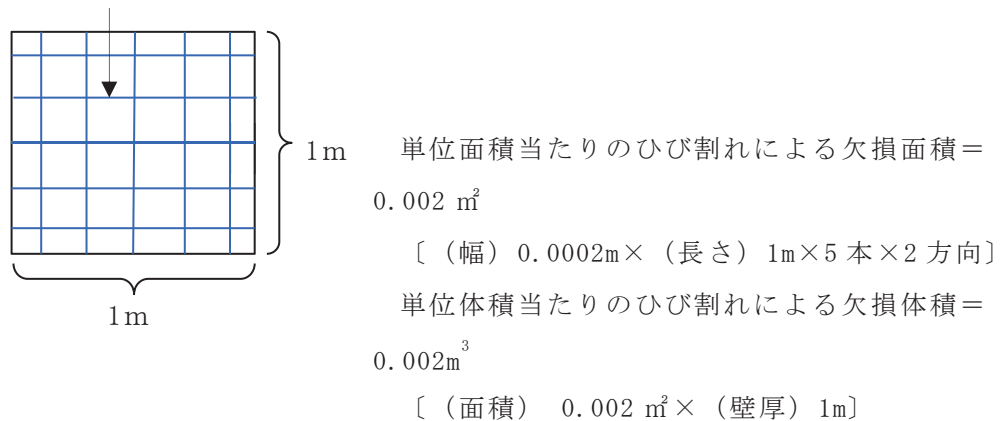 1m
1m
単位面積当たりのひび割れによる欠損面積＝
0.002 ㎡
〔（幅）0.0002m×（長さ）1m×5 本×2 方向〕
単位体積当たりのひび割れによる欠損体積＝
0.002m³
〔（面積） 0.002 ㎡×（壁厚）1m〕